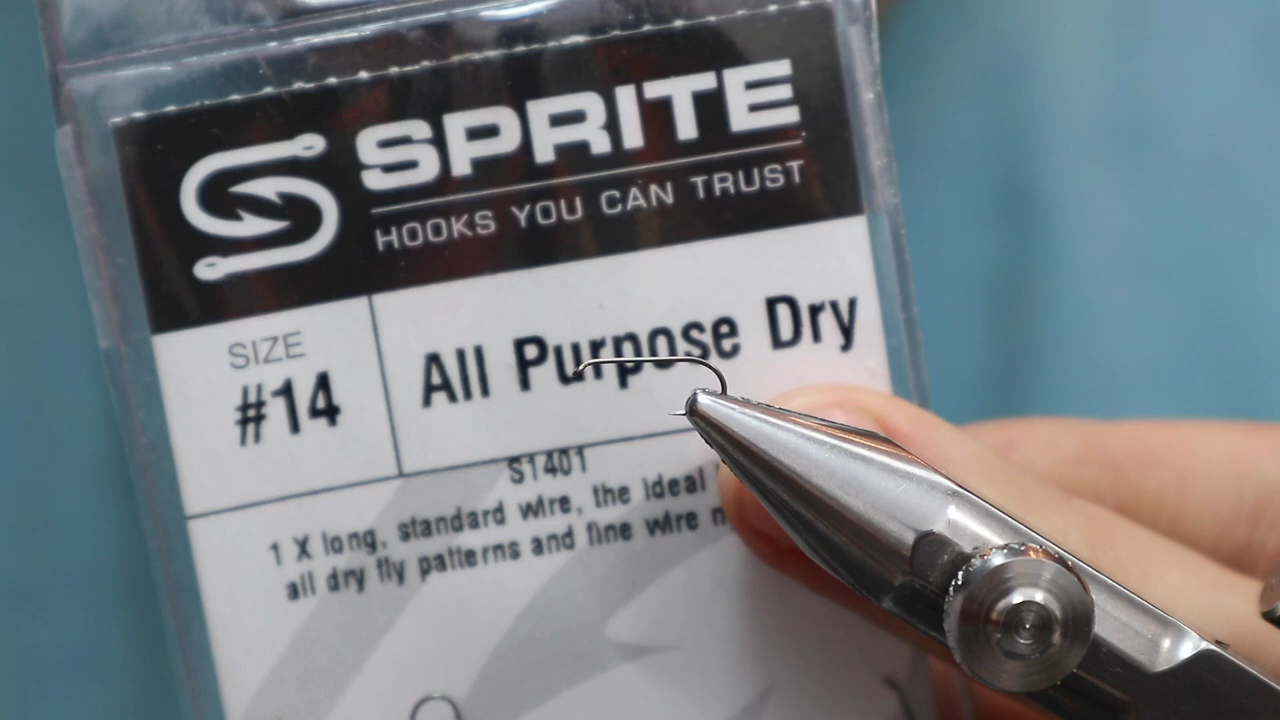 SPRITE
HOOKS YOU CAN TRUST
SIZE
#14
All Purpose Dry
S1401
1 X long, standard wire, the ideal
all dry fly patterns and fine wire